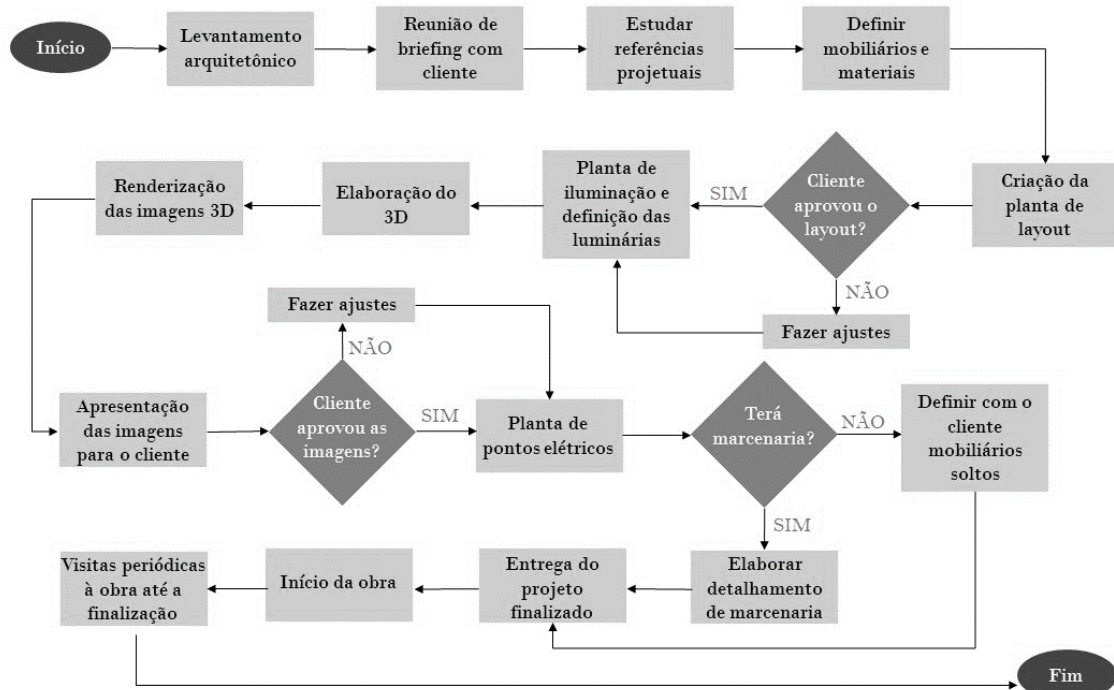 Início
Levantamento
arquitetônico
Reunião de
briefing com
cliente
Estudar
referências
projetuais
Definir
mobiliários e
materiais
Criação da
planta de
layout
Cliente
aprovou o
layout?
SIM
NÃO
Fazer ajustes
Planta de
iluminação e
definição das
luminárias
Elaboração do
3D
Renderização
das imagens 3D
Apresentação
das imagens
para o cliente
Cliente
aprovou as
imagens?
NÃO
Fazer ajustes
SIM
Planta de
pontos elétricos
Terá
marcenaria?
NÃO
Definir com o
cliente
mobiliários
soltos
SIM
Elaborar
detalhamento
de marcenaria
Entrega do
projeto
finalizado
Início da obra
Visitas periódicas
à obra até a
finalização
Fim